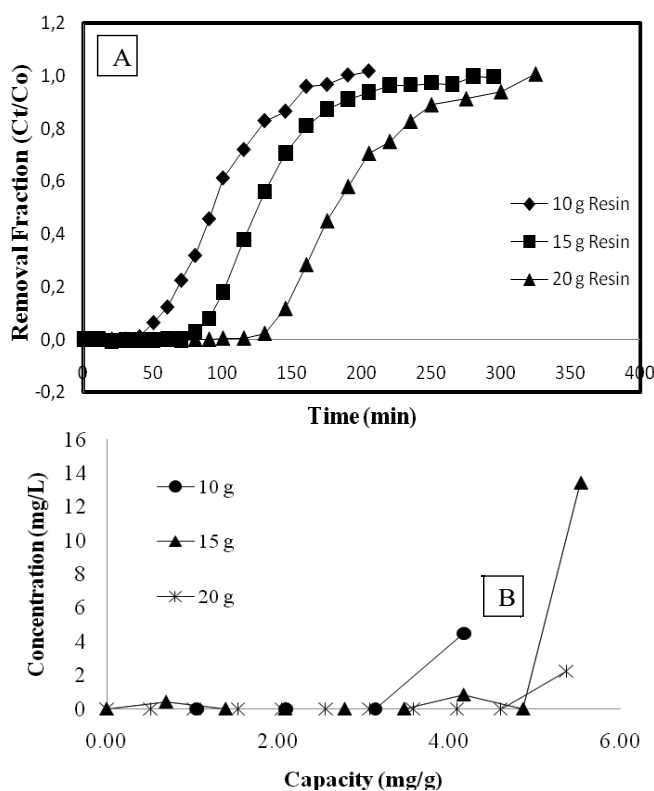 A
1,2
1,0
0,8
0,6
0,4
0,2
0,0
-0,2
Removal Fraction (Ct/Co)
10 g Resin
15 g Resin
20 g Resin
0 50 100 150 200 250 300 350 400
Time (min)
16
14
12
10
8
6
4
2
0
Concentration (mg/L)
10 g
15 g
20 g
B
0.00 2.00 4.00 6.00
Capacity (mg/g)